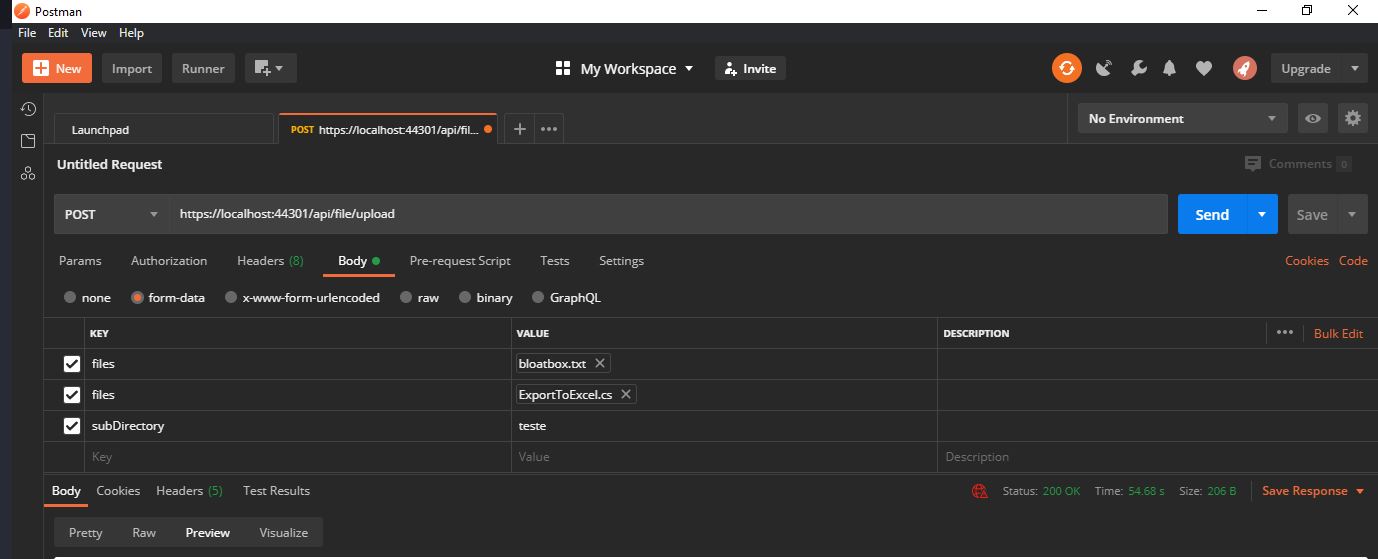 Postman
File Edit View Help
New Import Runner My Workspace Invite Upgrade
Launchpad POST https://localhost:44301/api/fil... No Environment
Untitled Request Comments 0
POST https://localhost:44301/api/file/upload Send Save
Params Authorization Headers (8) Body Pre-request Script Tests Settings Cookies Code
none form-data x-www-form-urlencoded raw binary GraphQL
KEY VALUE DESCRIPTION Bulk Edit
files bloatbox.txt
files ExportToExcel.cs
subDirectory teste
Key Value Description
Body Cookies Headers (5) Test Results Status: 200 OK Time: 54.68 s Size: 206 B Save Response
Pretty Raw Preview Visualize